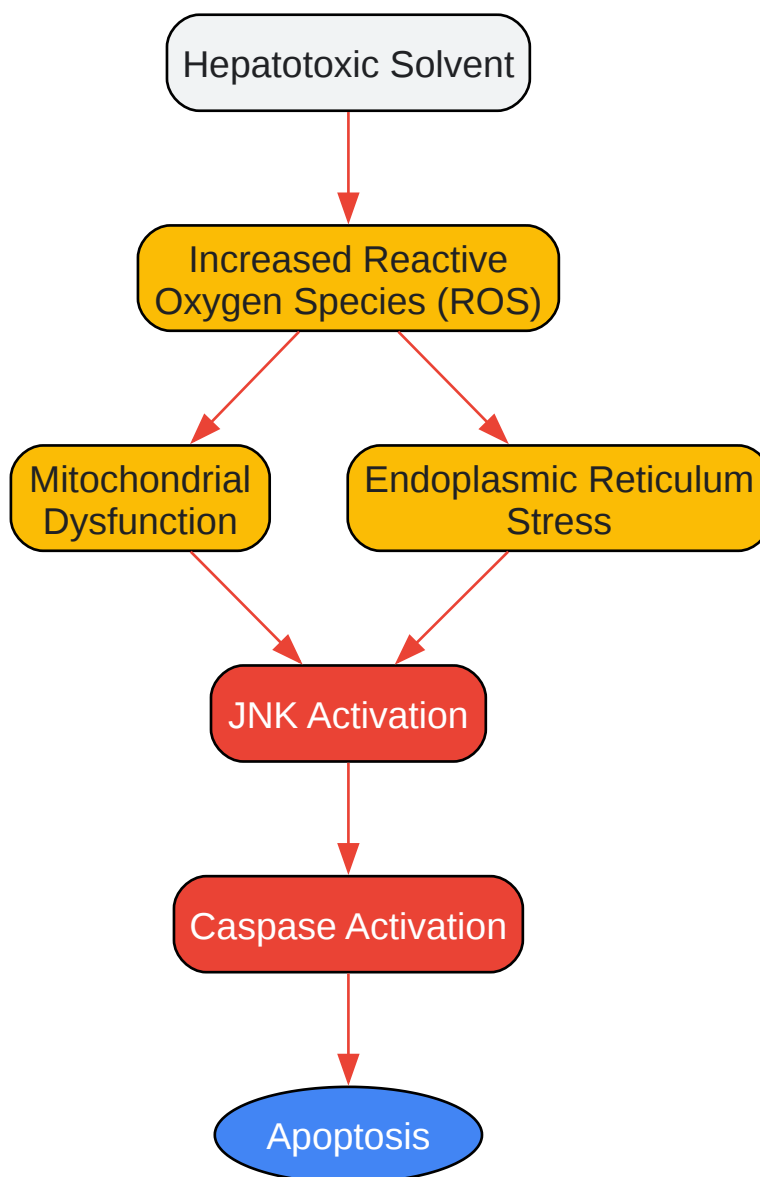 Hepatotoxic Solvent
Increased Reactive
Oxygen Species (ROS)
Mitochondrial
Dysfunction
Endoplasmic Reticulum
Stress
JNK Activation
Caspase Activation
Apoptosis